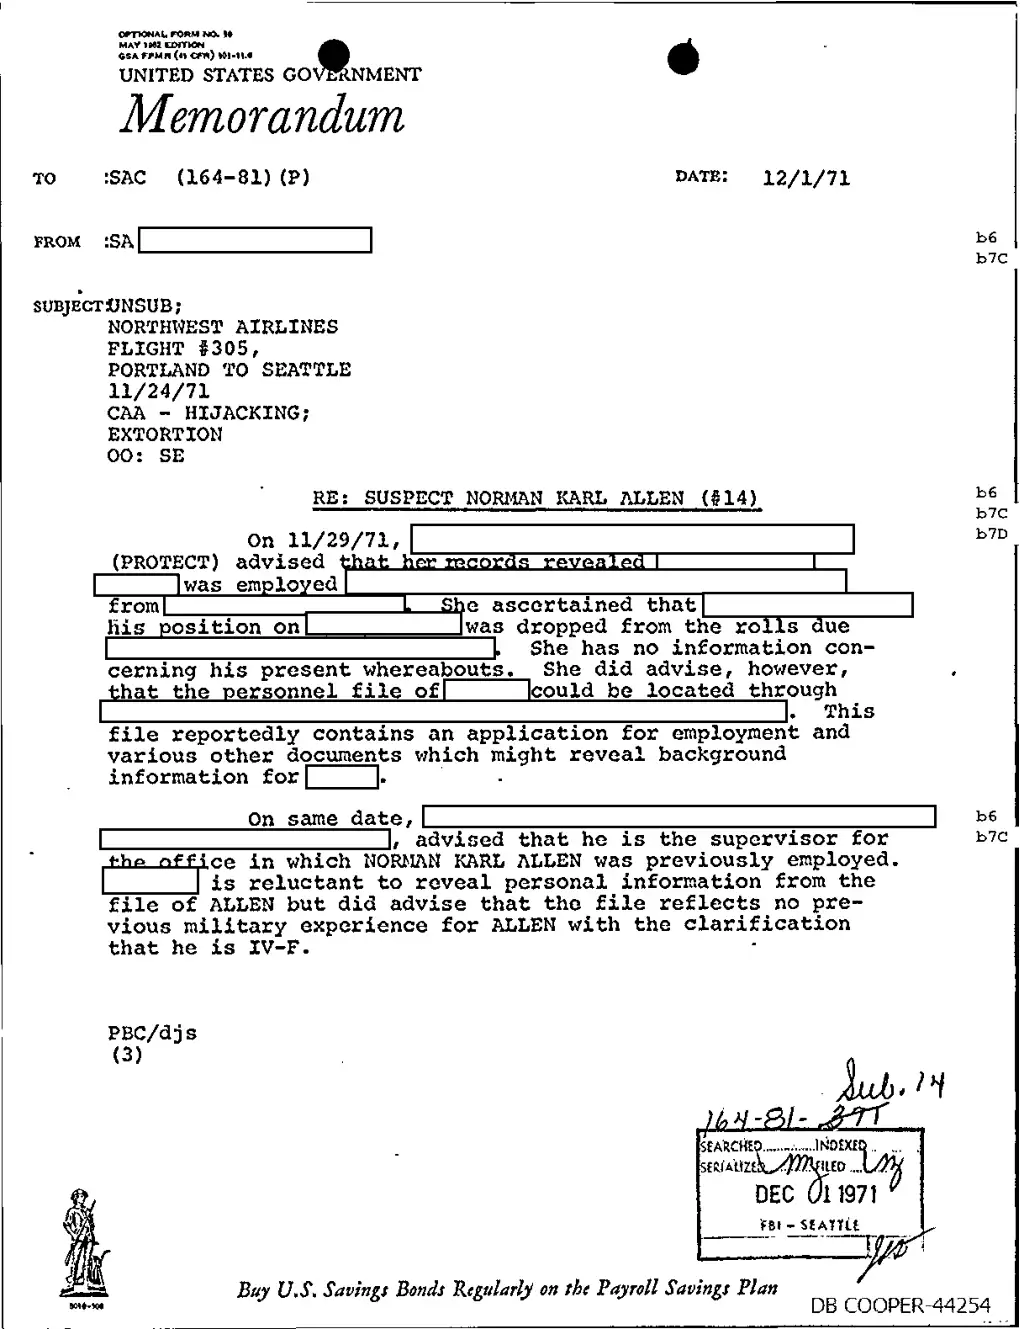 OPTIONAL FORM NO. 10
MAY 1962 EDITION
GSA FPMR (41 CFR) 101-11.6
UNITED STATES GOVERNMENT
Memorandum
TO :SAC (164-81) (P) DATE: 12/1/71
FROM :SA b6
b7C
SUBJECT:UNSUB;
NORTHWEST AIRLINES
FLIGHT #305,
PORTLAND TO SEATTLE
11/24/71
CAA - HIJACKING;
EXTORTION
OO: SE
RE: SUSPECT NORMAN KARL ALLEN (#14) b6
b7C
On 11/29/71, b7D
(PROTECT) advised that her records revealed
was employed
from . She ascertained that
his position on was dropped from the rolls due
. She has no information con-
cerning his present whereabouts. She did advise, however,
that the personnel file of could be located through
. This
file reportedly contains an application for employment and
various other documents which might reveal background
information for .
On same date, b6
, advised that he is the supervisor for b7C
the office in which NORMAN KARL ALLEN was previously employed.
is reluctant to reveal personal information from the
file of ALLEN but did advise that the file reflects no pre-
vious military experience for ALLEN with the clarification
that he is IV-F.
PBC/djs
(3)
Sub. 14
164-81-
SEARCHED INDEXED
SERIALIZED FILED
DEC 01 1971
FBI - SEATTLE
Buy U.S. Savings Bonds Regularly on the Payroll Savings Plan
5010-108
DB COOPER-44254